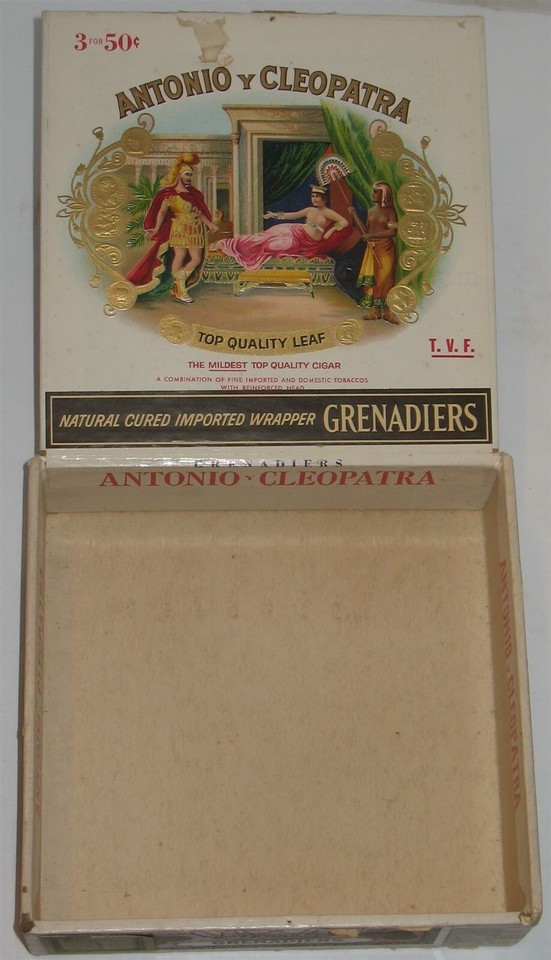 3 FOR 50¢
ANTONIO Y CLEOPATRA
TOP QUALITY LEAF
T. V. F.
THE MILDEST TOP QUALITY CIGAR
A COMBINATION OF FINE IMPORTED AND DOMESTIC TOBACCOS
WITH REINFORCED HEAD
NATURAL CURED IMPORTED WRAPPER GRENADIERS
GRENADIERS
ANTONIO Y CLEOPATRA
ANTONIO Y CLEOPATRA
GRENADIERS